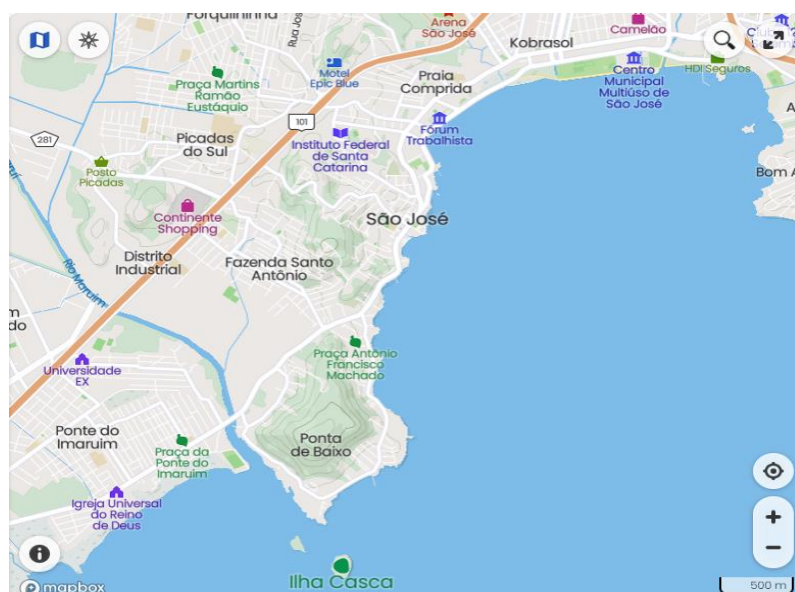 Forquilhinha
Rua José
Arena
São José
Camelão
Kobrasol
Motel
Epic Blue
Praça Martins
Ramão
Eustáquio
Praia
Comprida
Centro
Municipal
Multiúso de
São José
HDI Seguros
101
281
Picadas
do Sul
Instituto Federal
de Santa
Catarina
Fórum
Trabalhista
Posto
Picadas
Bom A
Continente
Shopping
São José
Distrito
Industrial
Fazenda Santo
Antônio
Rio Maruim
Praça Antônio
Francisco
Machado
Universidade
EX
Ponte do
Imaruim
Ponta
de Baixo
Praça da
Ponte do
Imaruim
Igreja Universal
do Reino
de Deus
Ilha Casca
mapbox
500 m